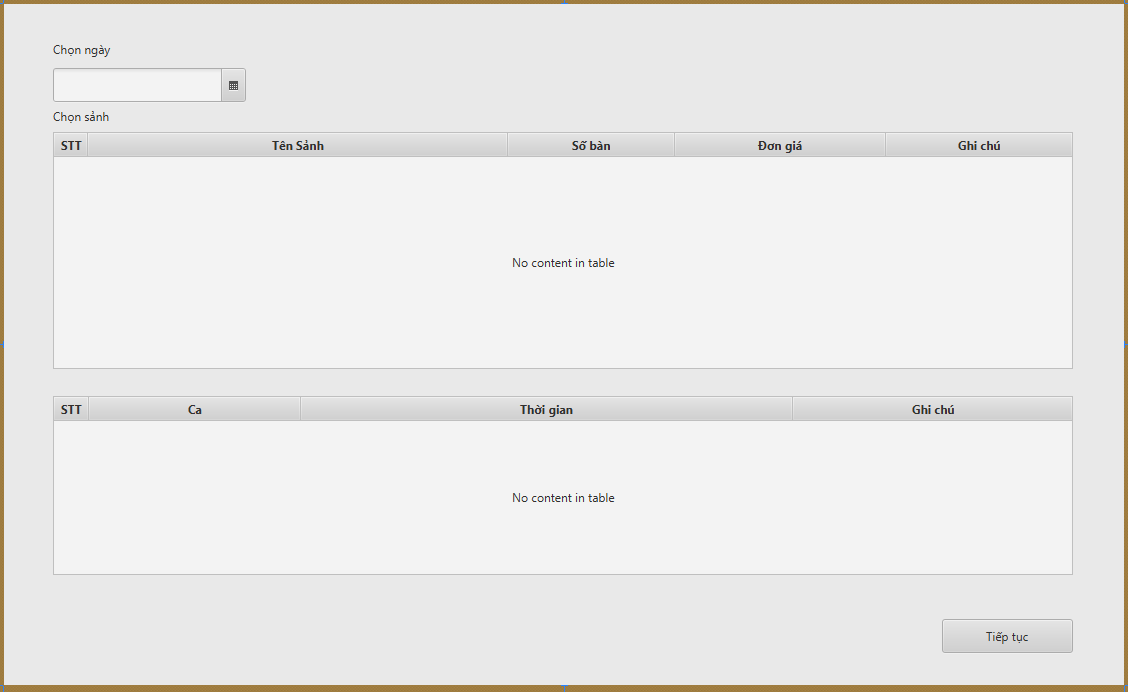 Chọn ngày
Chọn sảnh
STT Tên Sảnh Số bàn Đơn giá Ghi chú
No content in table
STT Ca Thời gian Ghi chú
No content in table
Tiếp tục